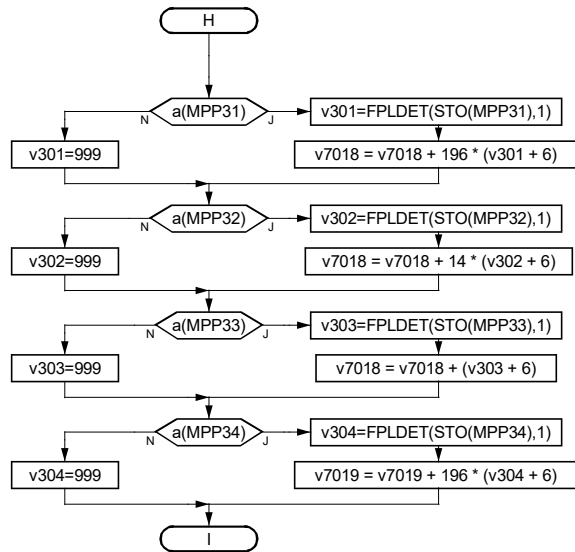 H
a(MPP31)
N
J
v301=FPLDET(STO(MPP31),1)
v301=999
v7018 = v7018 + 196 * (v301 + 6)
a(MPP32)
N
J
v302=FPLDET(STO(MPP32),1)
v302=999
v7018 = v7018 + 14 * (v302 + 6)
a(MPP33)
N
J
v303=FPLDET(STO(MPP33),1)
v303=999
v7018 = v7018 + (v303 + 6)
a(MPP34)
N
J
v304=FPLDET(STO(MPP34),1)
v304=999
v7019 = v7019 + 196 * (v304 + 6)
I